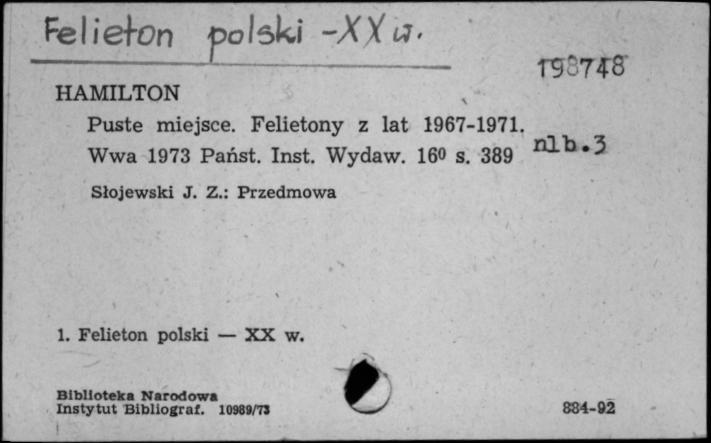 Felieton polski - XX w.
198748
HAMILTON
Puste miejsce. Felietony z lat 1967-1971.
Wwa 1973 Państ. Inst. Wydaw. 16⁰ s. 389 nlb.3
Słojewski J. Z.: Przedmowa
1. Felieton polski — XX w.
Biblioteka Narodowa
Instytut Bibliograf. 10989/73
884-92